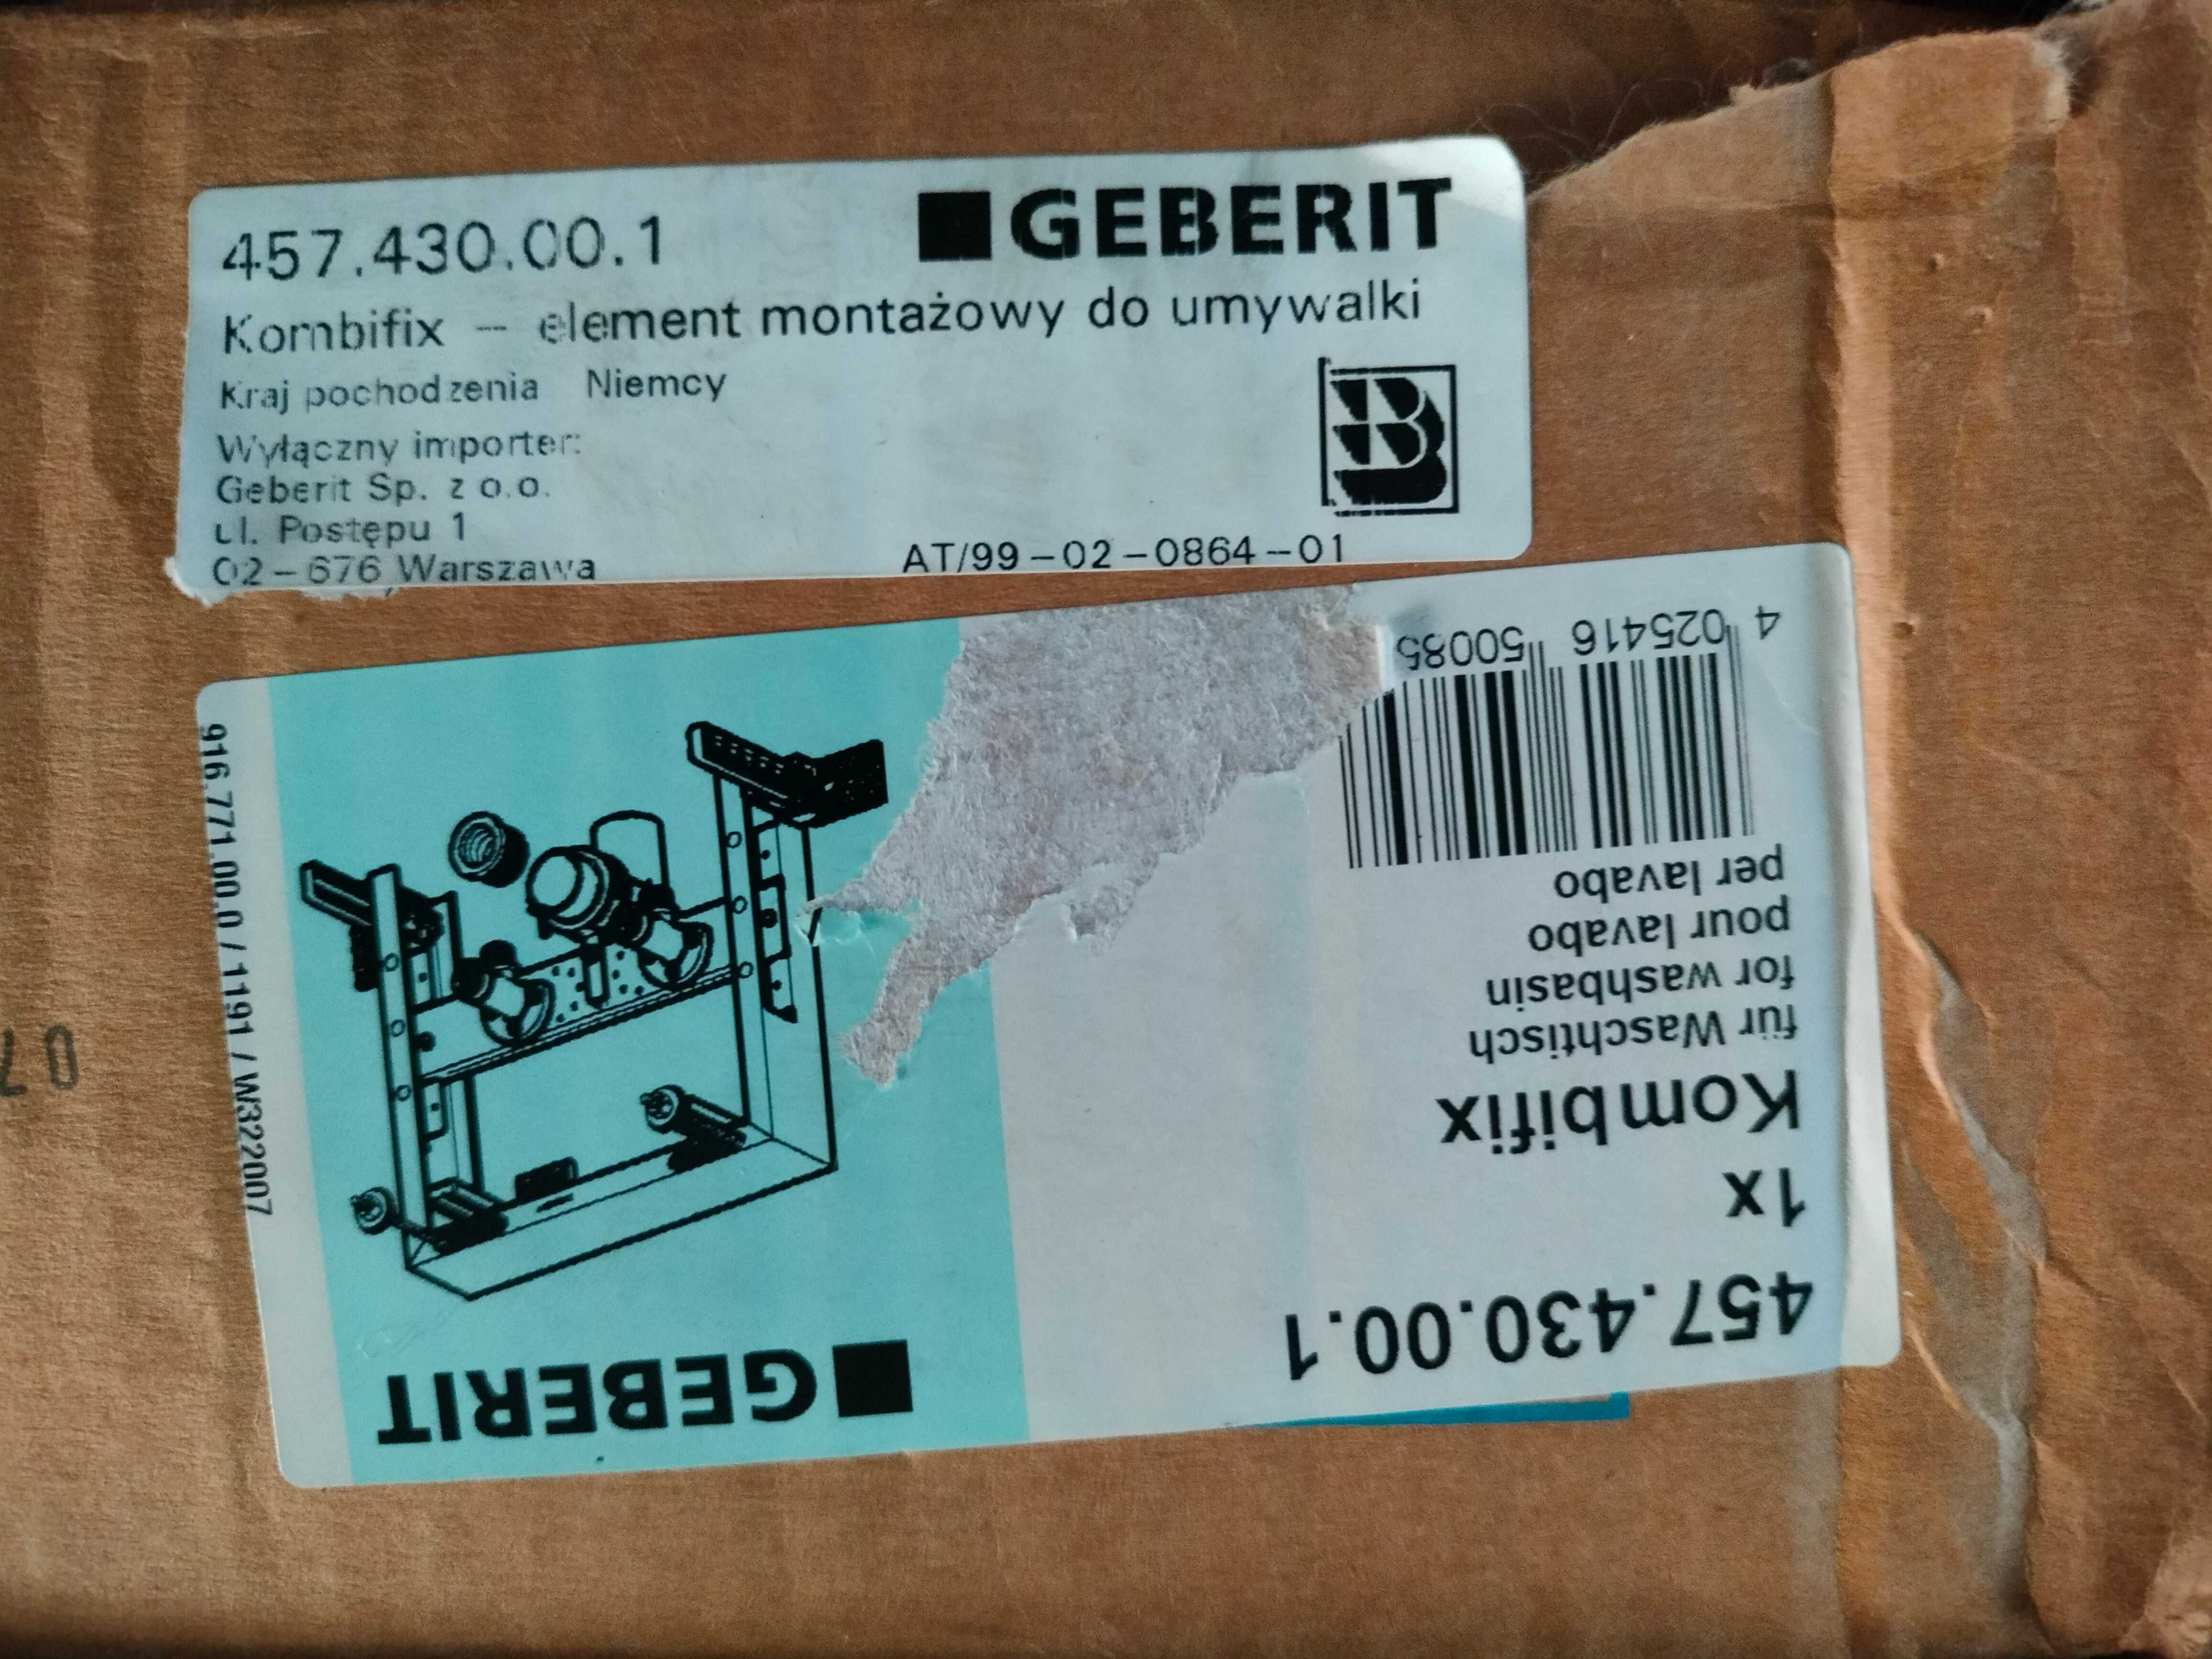 457.430.00.1
GEBERIT
Kombifix – element montażowy do umywalki
Kraj pochodzenia Niemcy
Wyłączny importer:
Geberit Sp. z o.o.
ul. Postępu 1
02-676 Warszawa
AT/99-02-0864-01
GEBERIT
457.430.00.1
1x
Kombifix
für Waschtisch
for washbasin
pour lavabo
per lavabo
4 025416 50085
916.771.00.0 / 1191 / W322007
07